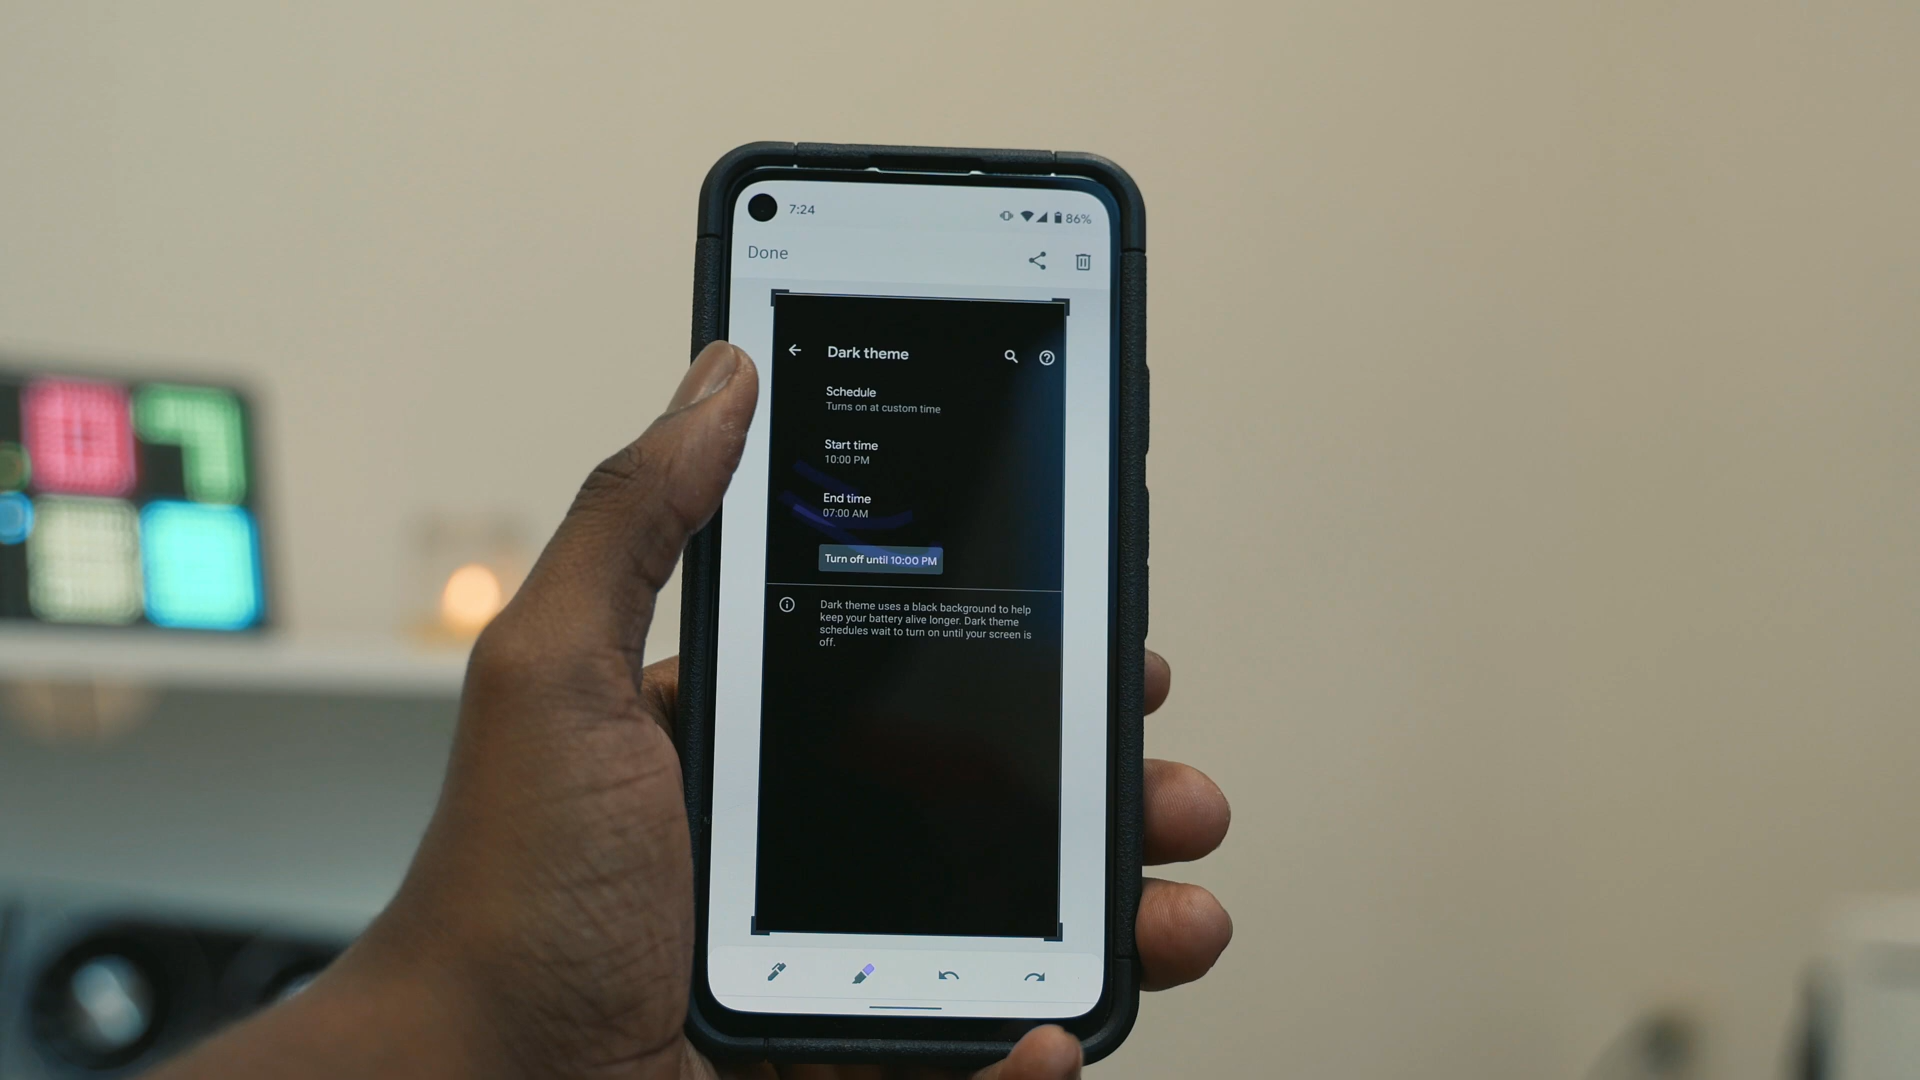 7:24
86%
Done
Dark theme
Schedule
Turns on at custom time
Start time
10:00 PM
End time
07:00 AM
Turn off until 10:00 PM
Dark theme uses a black background to help
keep your battery alive longer. Dark theme
schedules wait to turn on until your screen is
off.